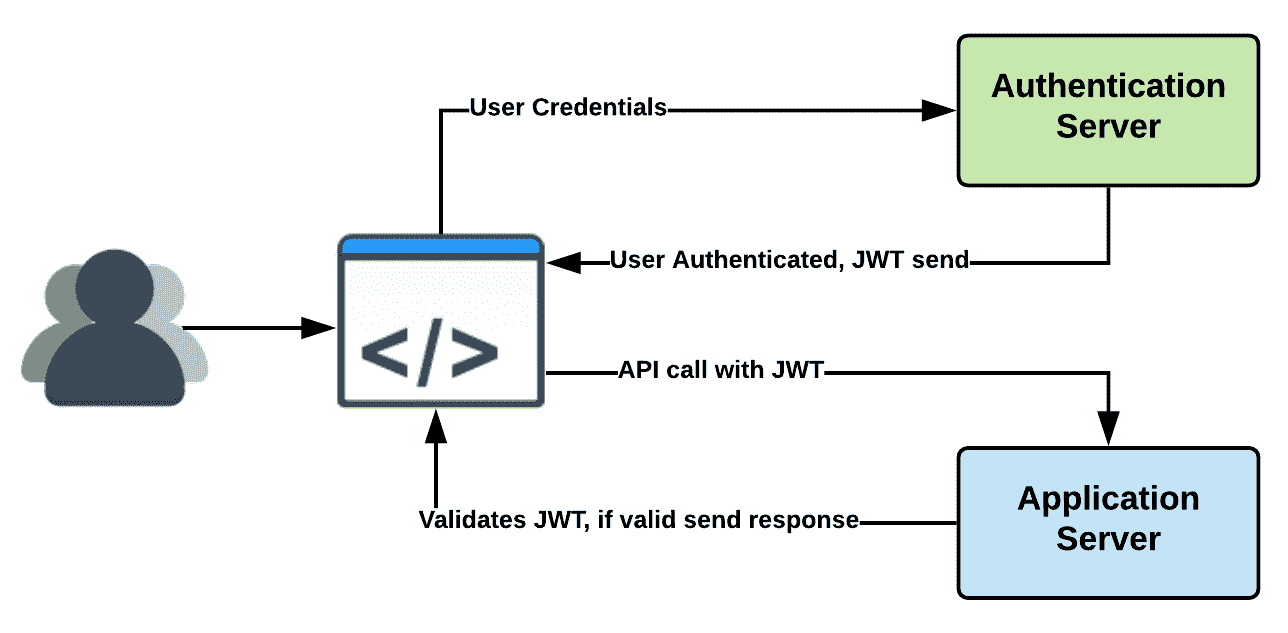 User Credentials
Authentication
Server
User Authenticated, JWT send
</>
API call with JWT
Application
Server
Validates JWT, if valid send response